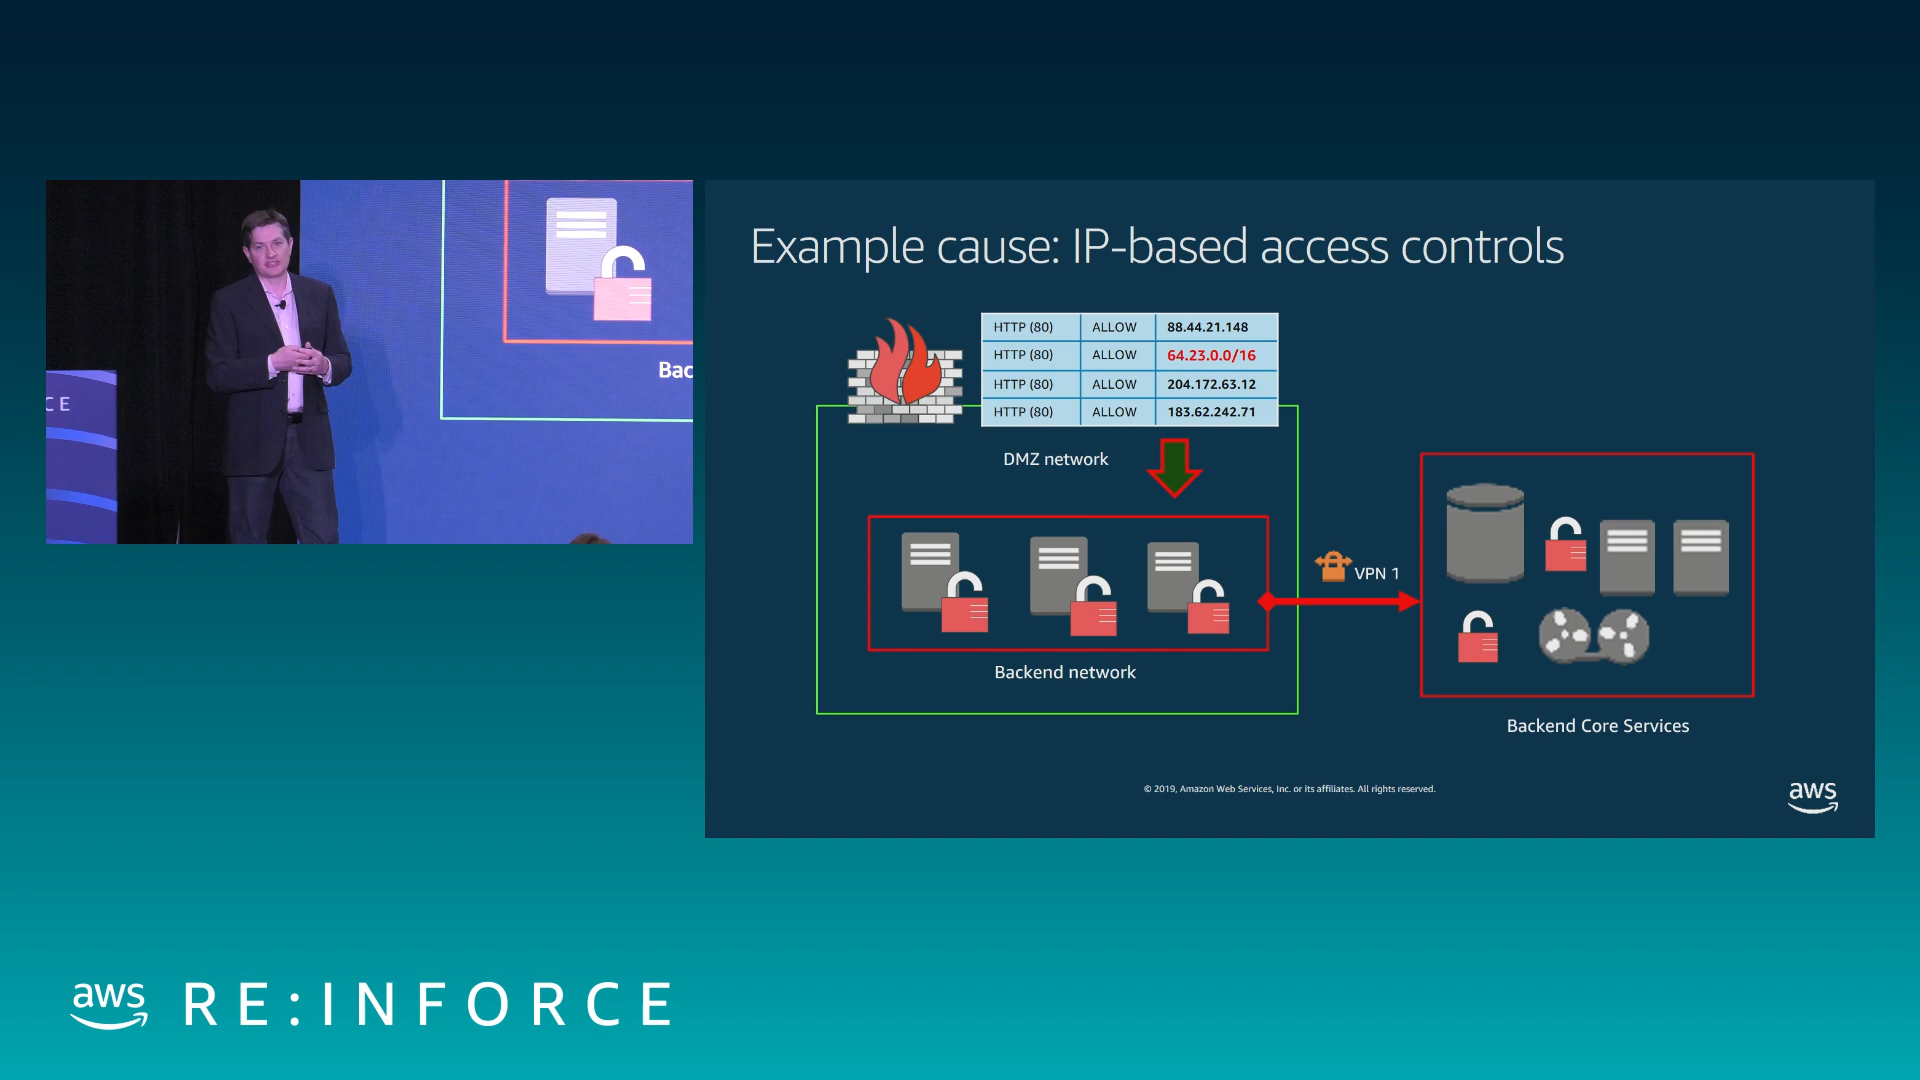 CE
Bac
Example cause: IP-based access controls
HTTP (80) ALLOW 88.44.21.148
HTTP (80) ALLOW 64.23.0.0/16
HTTP (80) ALLOW 204.172.63.12
HTTP (80) ALLOW 183.62.242.71
DMZ network
VPN 1
Backend network
Backend Core Services
© 2019, Amazon Web Services, Inc. or its affiliates. All rights reserved.
aws
aws RE:INFORCE